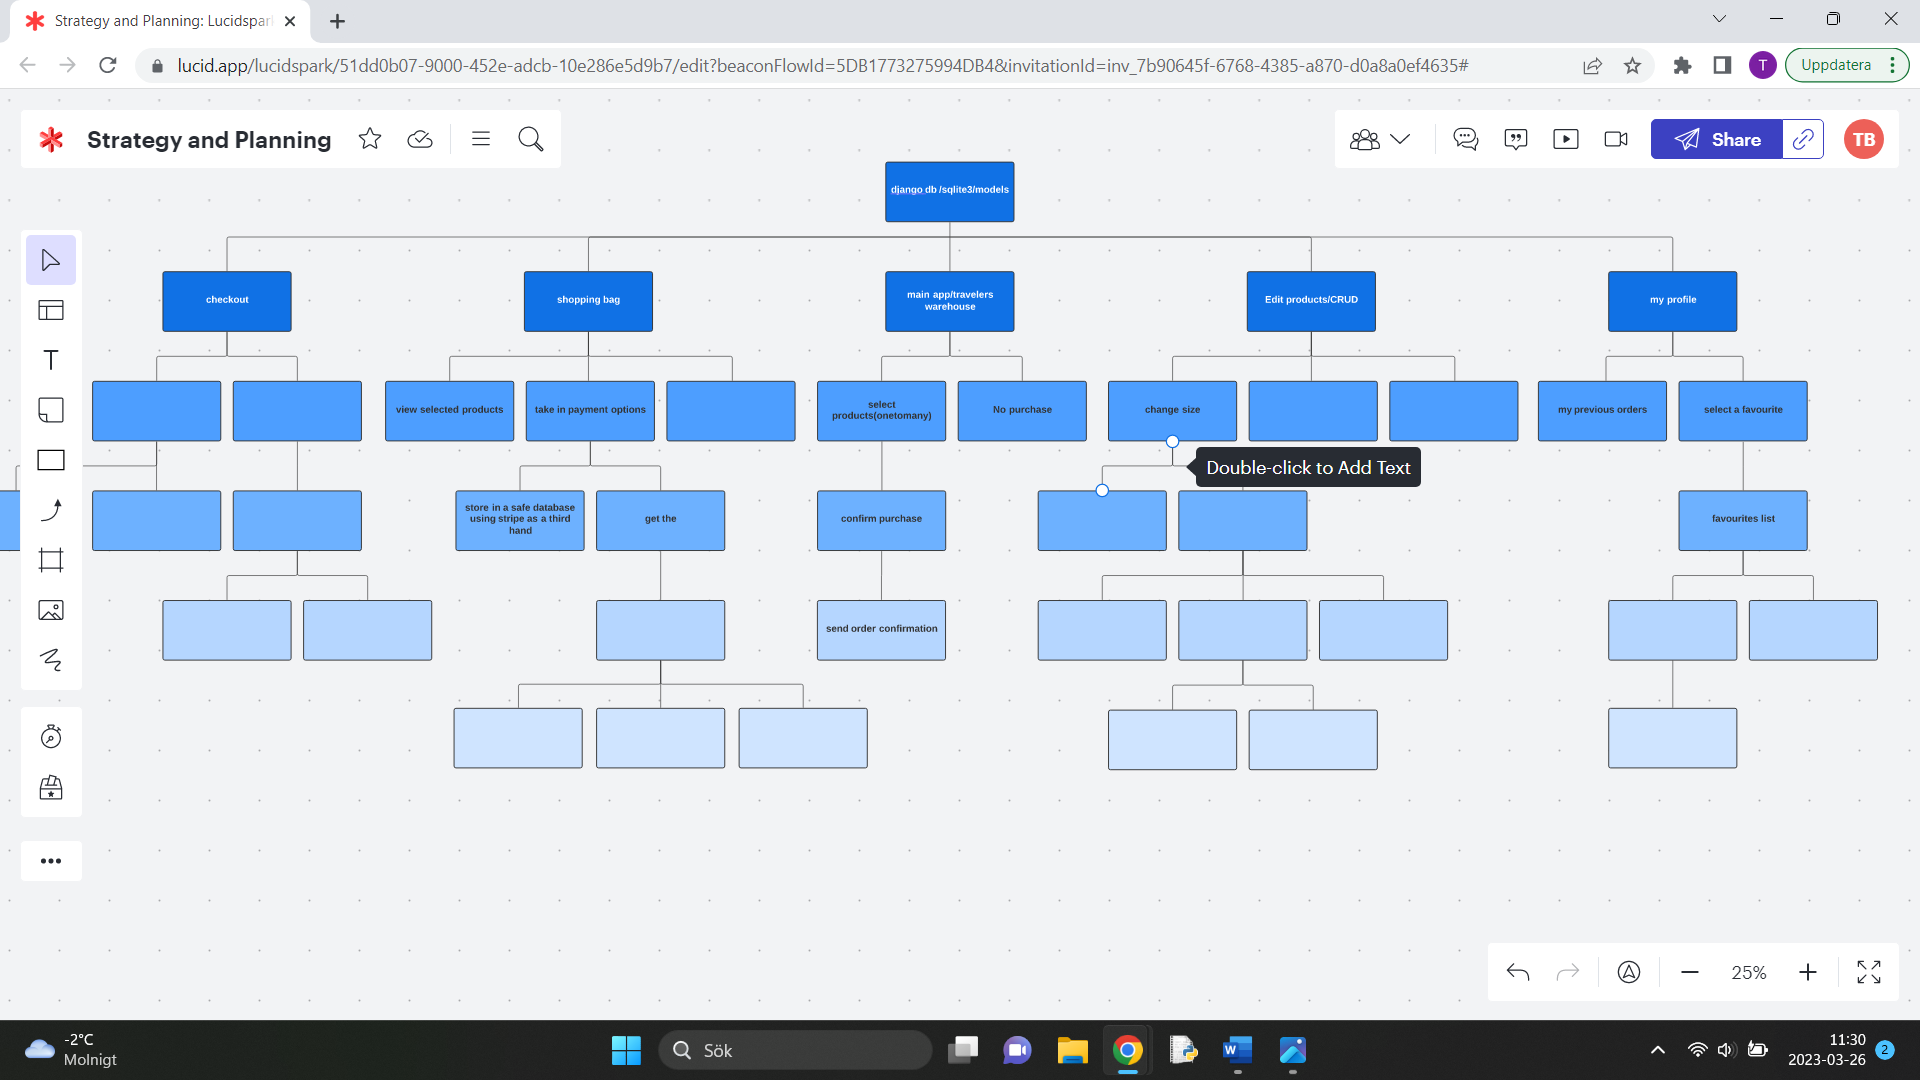 Strategy and Planning: Lucidspar
lucid.app/lucidspark/51dd0b07-9000-452e-adcb-10e286e5d9b7/edit?beaconFlowId=5DB1773275994DB4&invitationId=inv_7b90645f-6768-4385-a870-d0a8a0ef4635#
T
Uppdatera
Strategy and Planning
Share
TB
django db /sqlite3/models
checkout
shopping bag
main app/travelers
warehouse
Edit products/CRUD
my profile
view selected products
take in payment options
select
products(onetomany)
No purchase
change size
my previous orders
select a favourite
Double-click to Add Text
store in a safe database
using stripe as a third
hand
get the
confirm purchase
favourites list
send order confirmation
T
25%
-2°C
Molnigt
Sök
W
11:30
2023-03-26
2